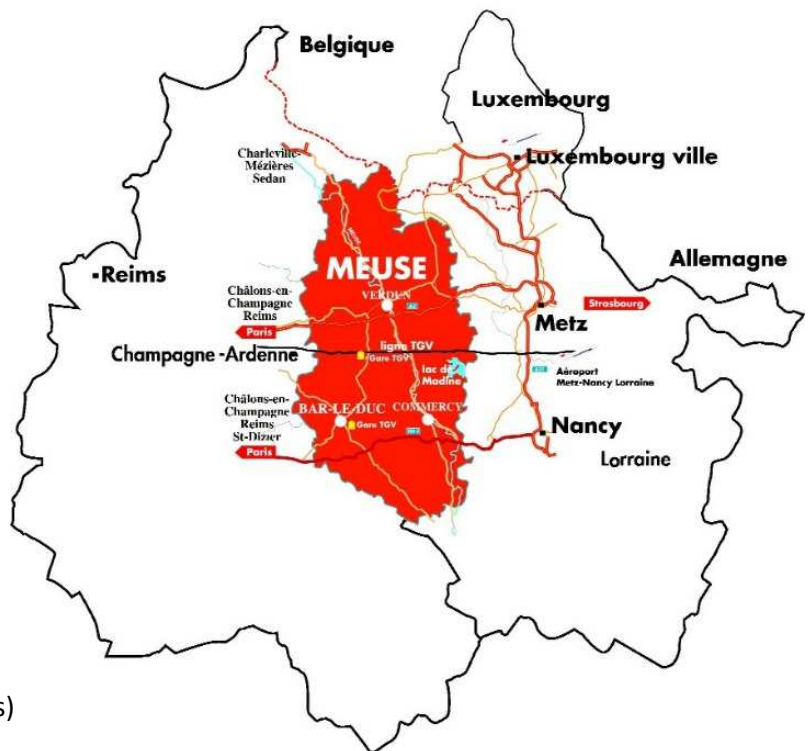 Belgique
Luxembourg
Charleville-
Mézières
Sedan
Luxembourg ville
Allemagne
Reims
MEUSE
Châlons-en-
Champagne
Reims
VERDUN
Strasbourg
Paris
Metz
ligne TGV
Champagne-Ardenne
Gare TGV
lac de
Madine
Aéroport
Metz-Nancy Lorraine
Châlons-en-
Champagne
Reims
St-Dizier
BAR-LE-DUC
COMMERCY
Gare TGV
Nancy
Paris
Lorraine
s)